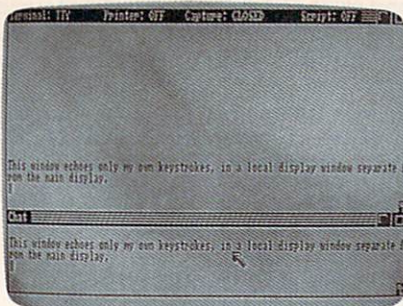 Terminal: TTY Printer: OFF Capture: CLOSED Script: OFF
This window echoes only my own keystrokes, in a local display window separate f
rom the main display.
Chat
This window echoes only my own keystrokes, in a local display window separate f
rom the main display.